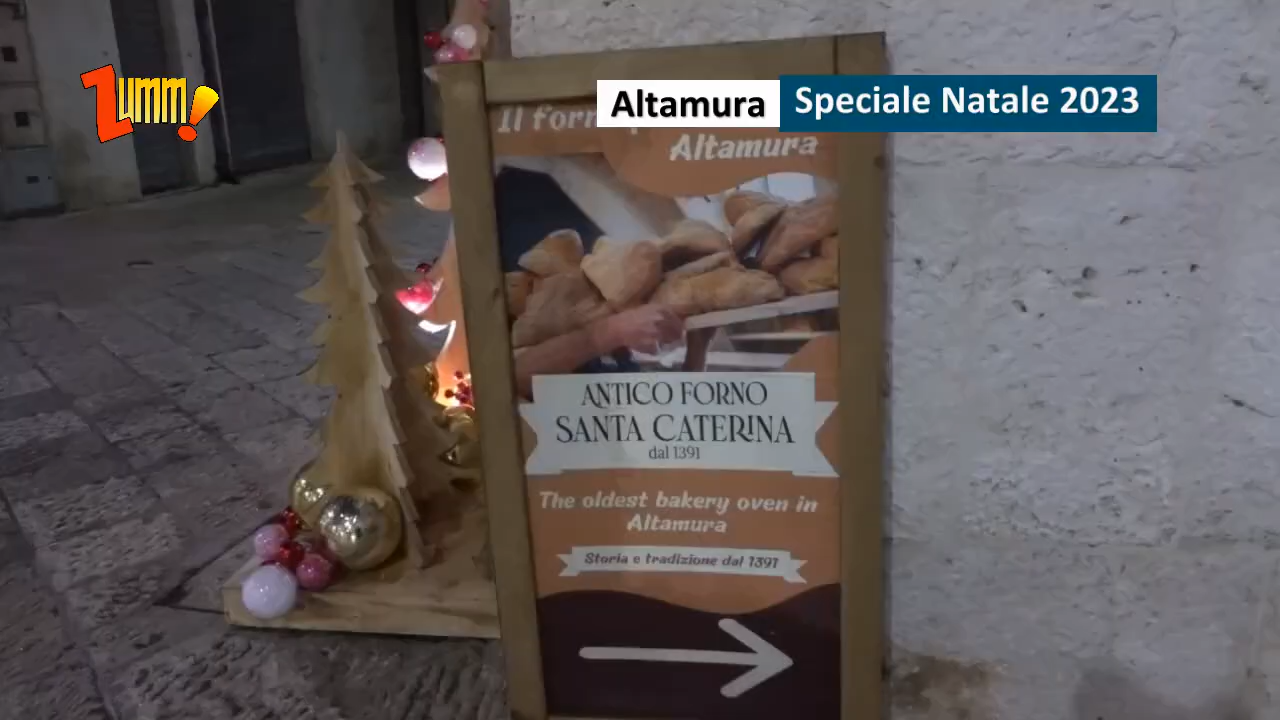 Zumm!
Altamura
Speciale Natale 2023
Il
Altamura
ANTICO FORNO
SANTA CATERINA
dal 1391
The oldest bakery oven in
Altamura
Storia e tradizione dal 1391